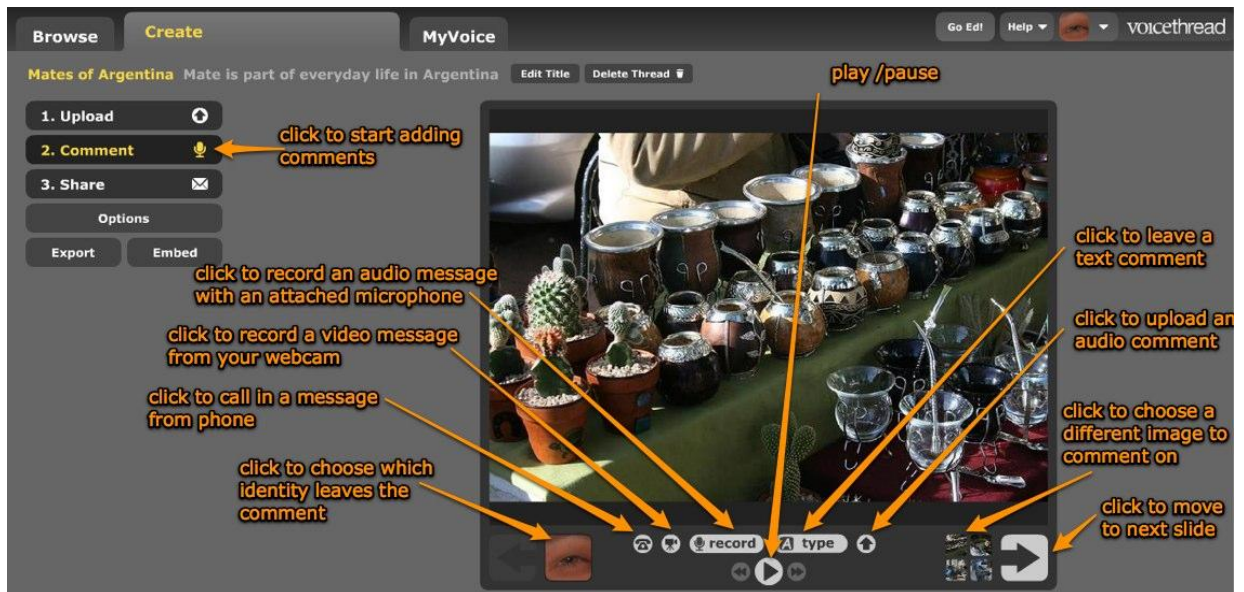 Browse
Create
MyVoice
Go Ed!
Help
voicethread
Mates of Argentina Mate is part of everyday life in Argentina
Edit Title
Delete Thread
play /pause
1. Upload
2. Comment
3. Share
Options
Export
Embed
click to start adding
comments
click to record an audio message
with an attached microphone
click to record a video message
from your webcam
click to call in a message
from phone
click to choose which
identity leaves the
comment
click to leave a
text comment
click to upload an
audio comment
click to choose a
different image to
comment on
click to move
to next slide
record
A type